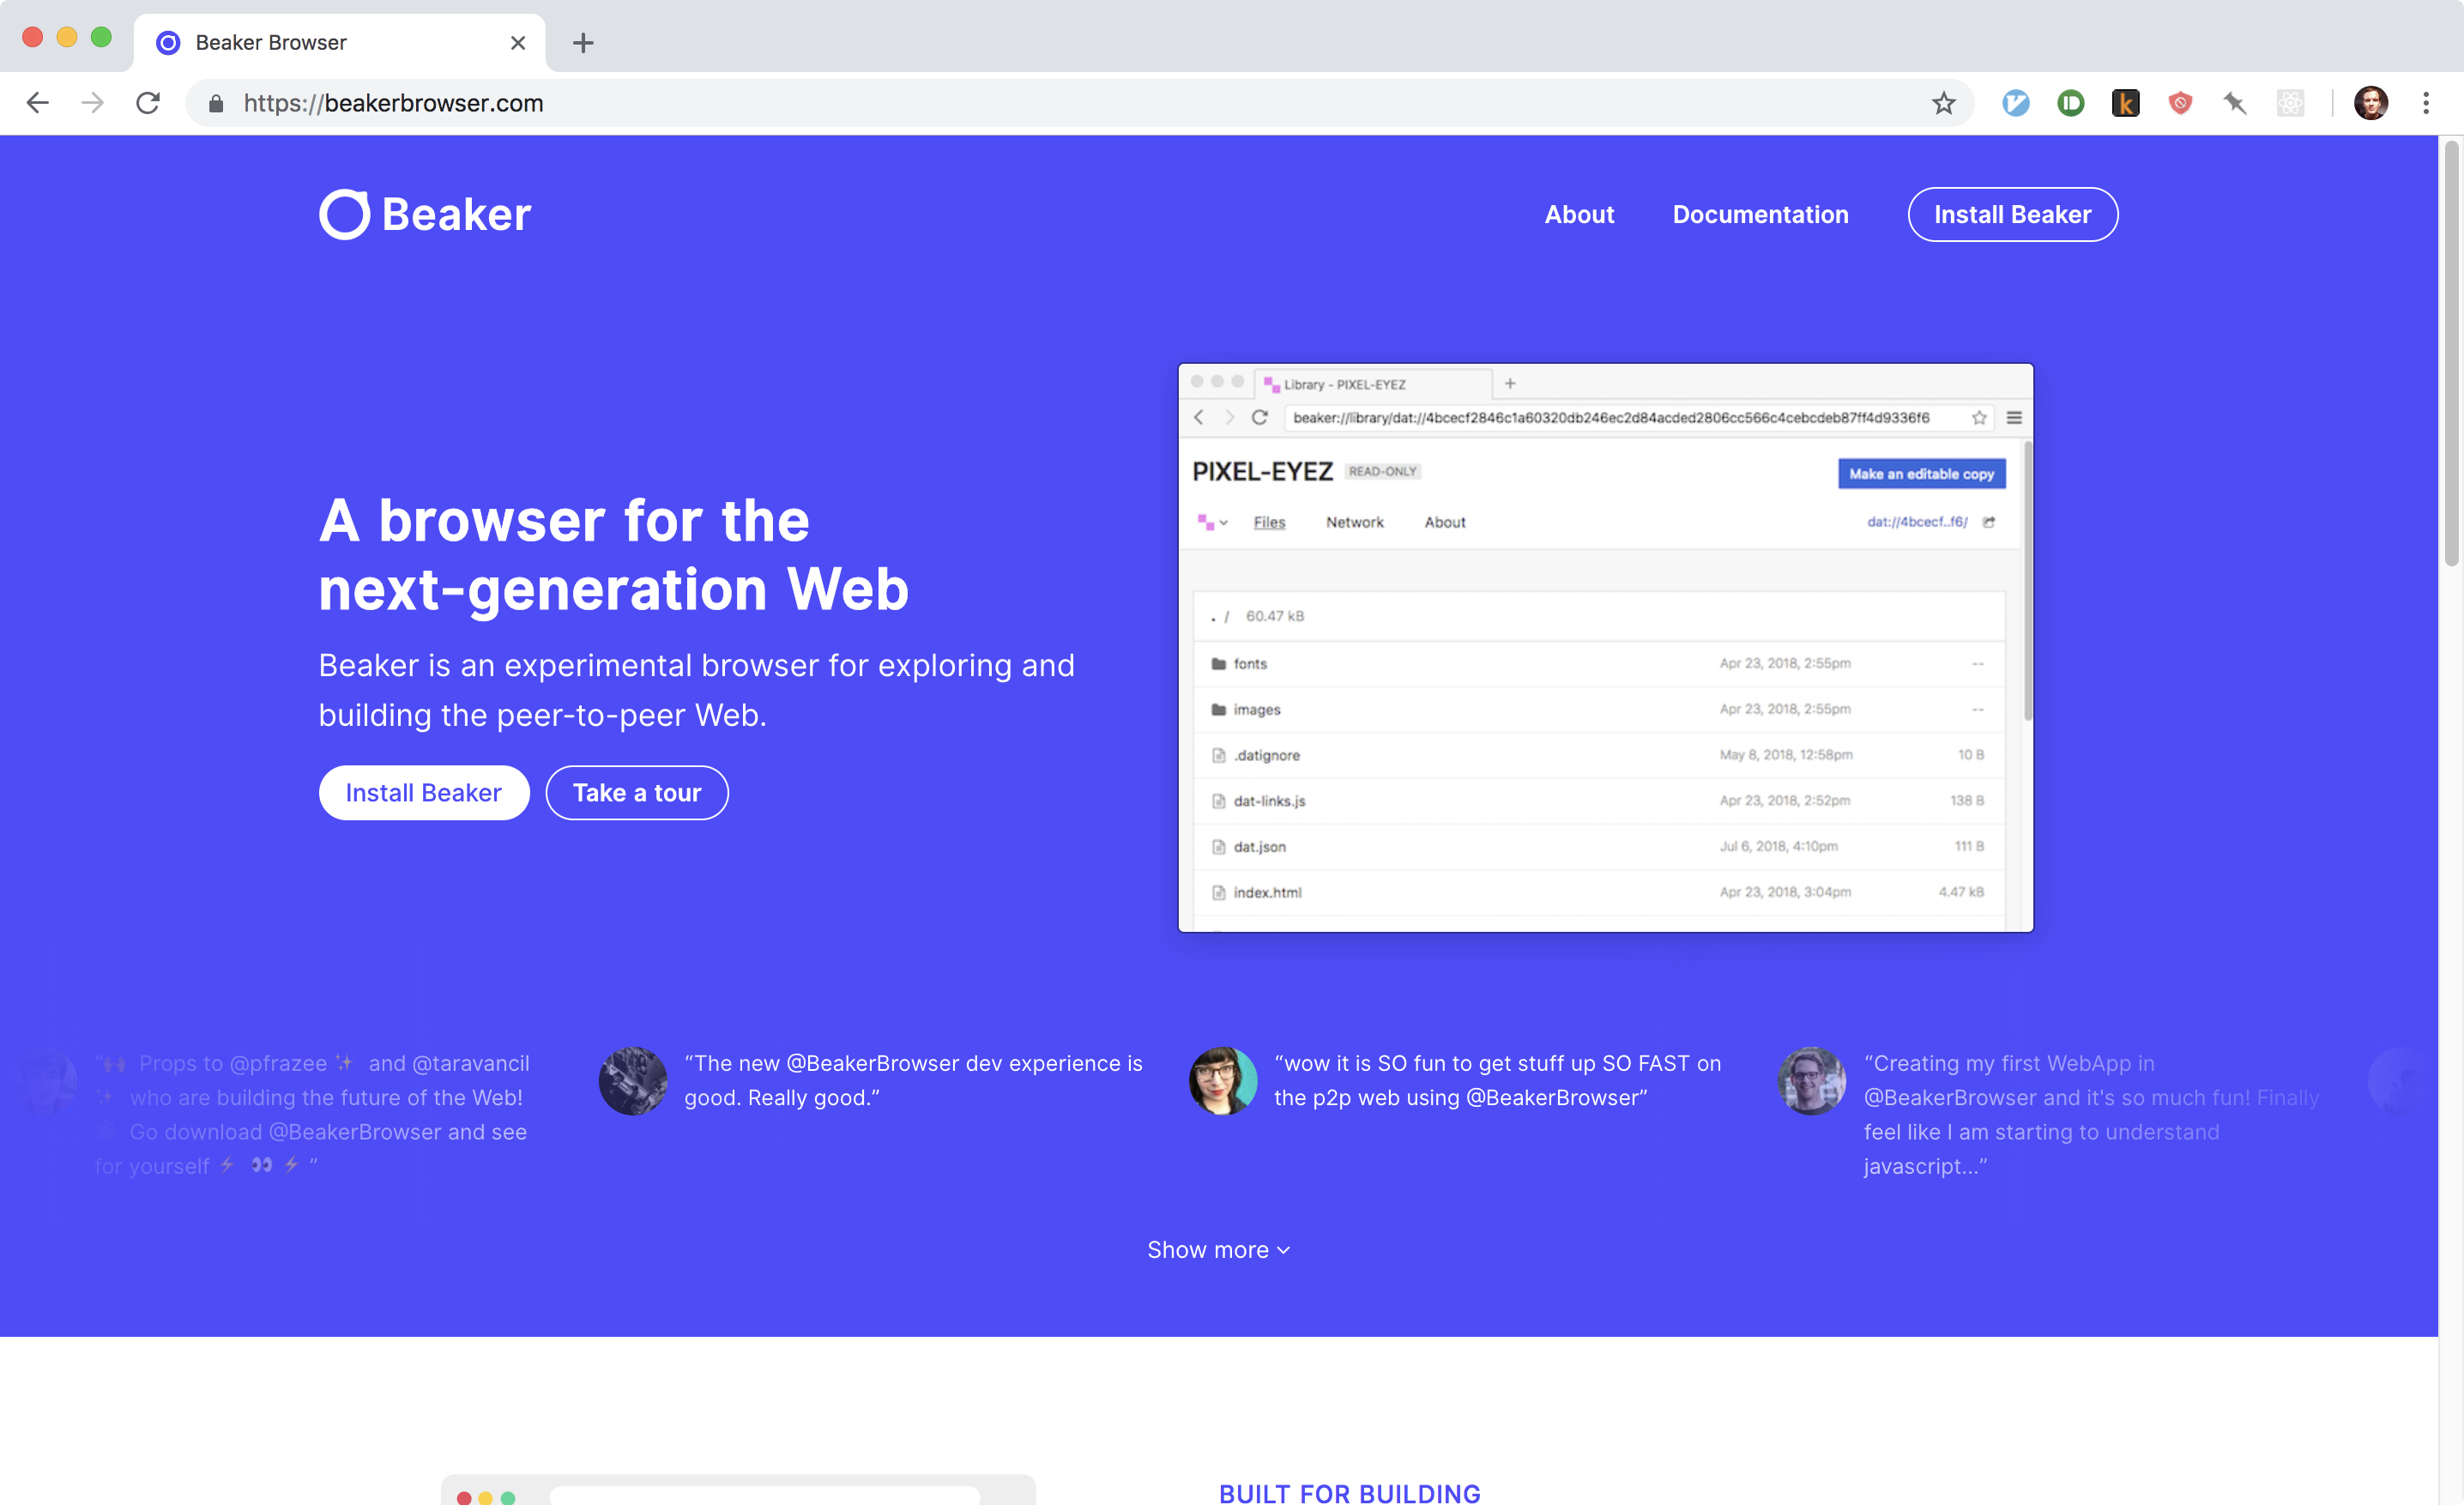 Beaker Browser
https://beakerbrowser.com
Beaker
About
Documentation
Install Beaker
A browser for the
next-generation Web
Beaker is an experimental browser for exploring and
building the peer-to-peer Web.
Install Beaker
Take a tour
Library - PIXEL-EYEZ
beaker://library/dat://4bcecf2846c1a60320db246ec2d84acded2806cc566c4cebcdeb87ff4d9336f6
PIXEL-EYEZ READ-ONLY
Make an editable copy
Files Network About dat://4bcecf..f6/
. / 60.47 kB
fonts Apr 23, 2018, 2:55pm --
images Apr 23, 2018, 2:55pm --
.datignore May 8, 2018, 12:58pm 10 B
dat-links.js Apr 23, 2018, 2:52pm 138 B
dat.json Jul 6, 2018, 4:10pm 111 B
index.html Apr 23, 2018, 3:04pm 4.47 kB
“🙌 Props to @pfrazee ✨ and @taravancil
✨ who are building the future of the Web!
Go download @BeakerBrowser and see
for yourself ⚡ 👀 ⚡ ”
“The new @BeakerBrowser dev experience is
good. Really good.”
“wow it is SO fun to get stuff up SO FAST on
the p2p web using @BeakerBrowser”
“Creating my first WebApp in
@BeakerBrowser and it's so much fun! Finally
feel like I am starting to understand
javascript...”
Show more
BUILT FOR BUILDING